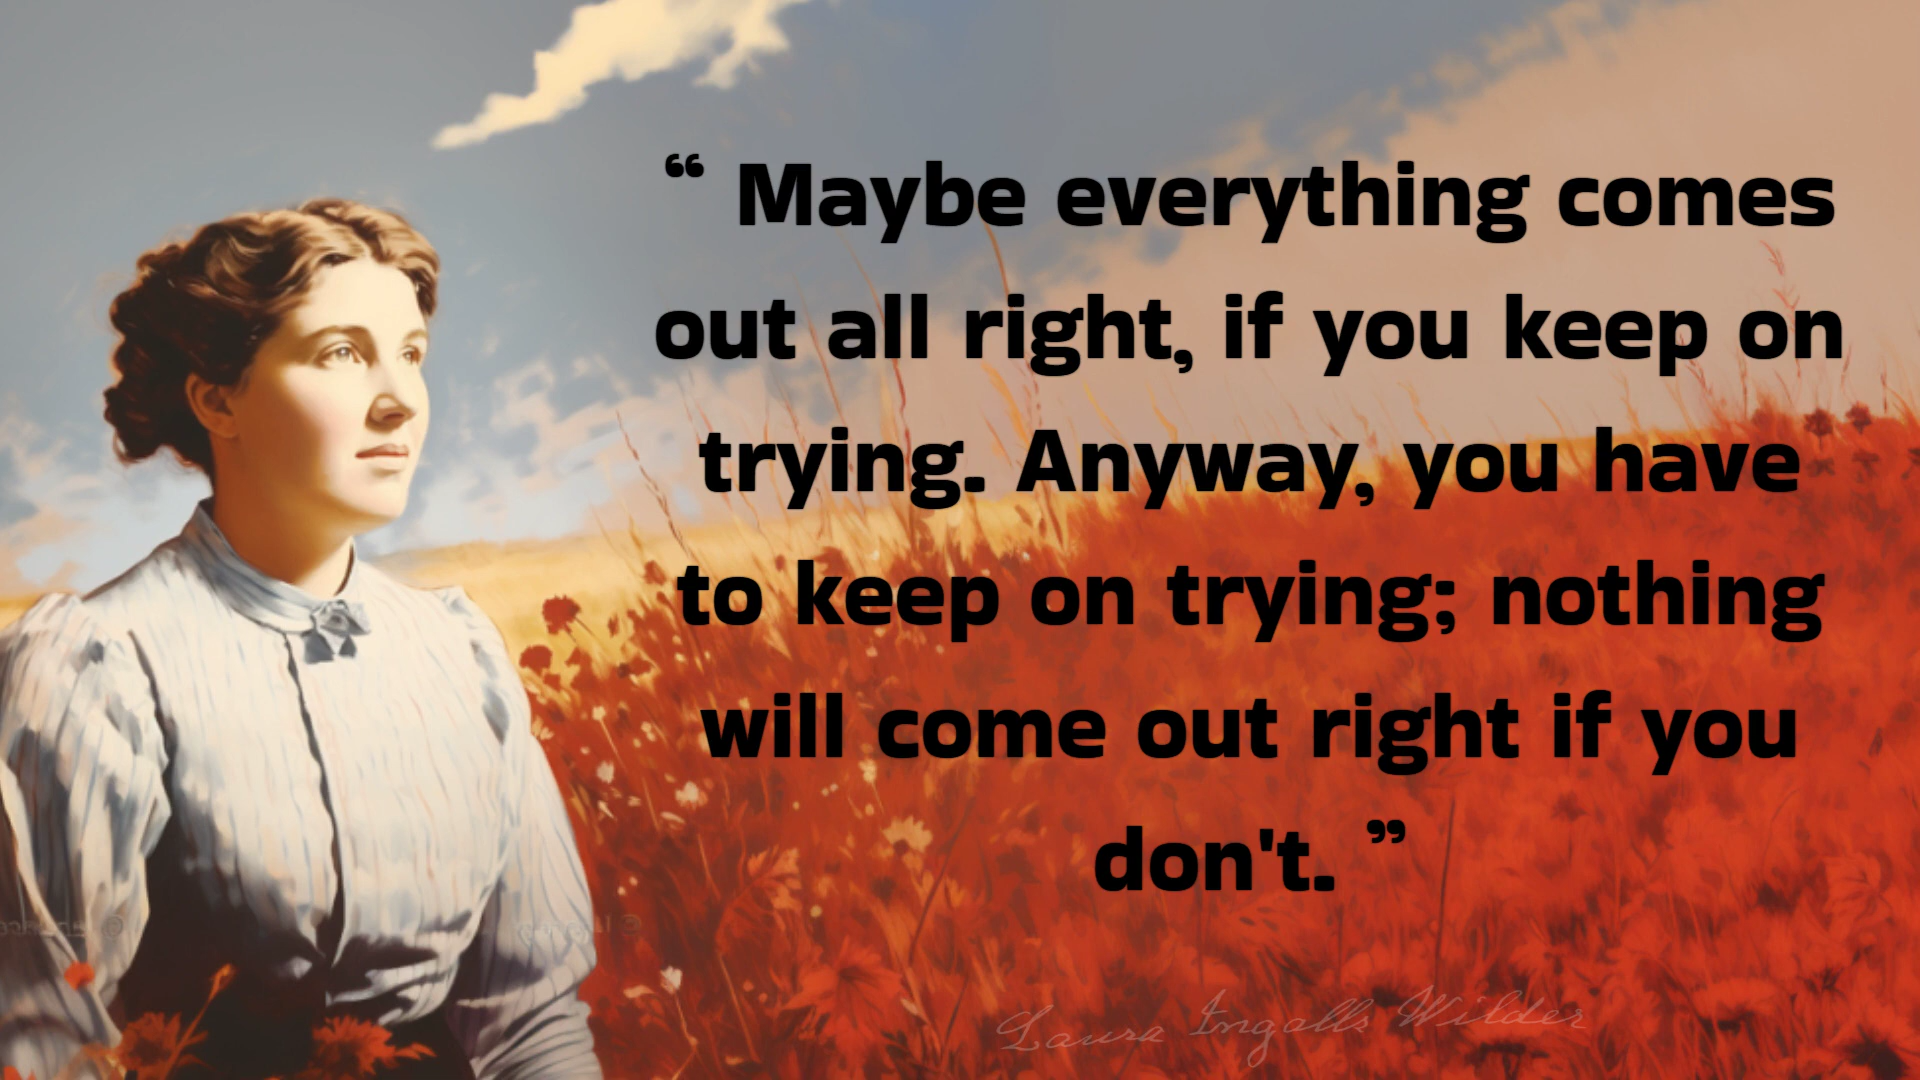 “ Maybe everything comes
out all right, if you keep on
trying. Anyway, you have
to keep on trying; nothing
will come out right if you
don't. ”
Laura Ingalls Wilder